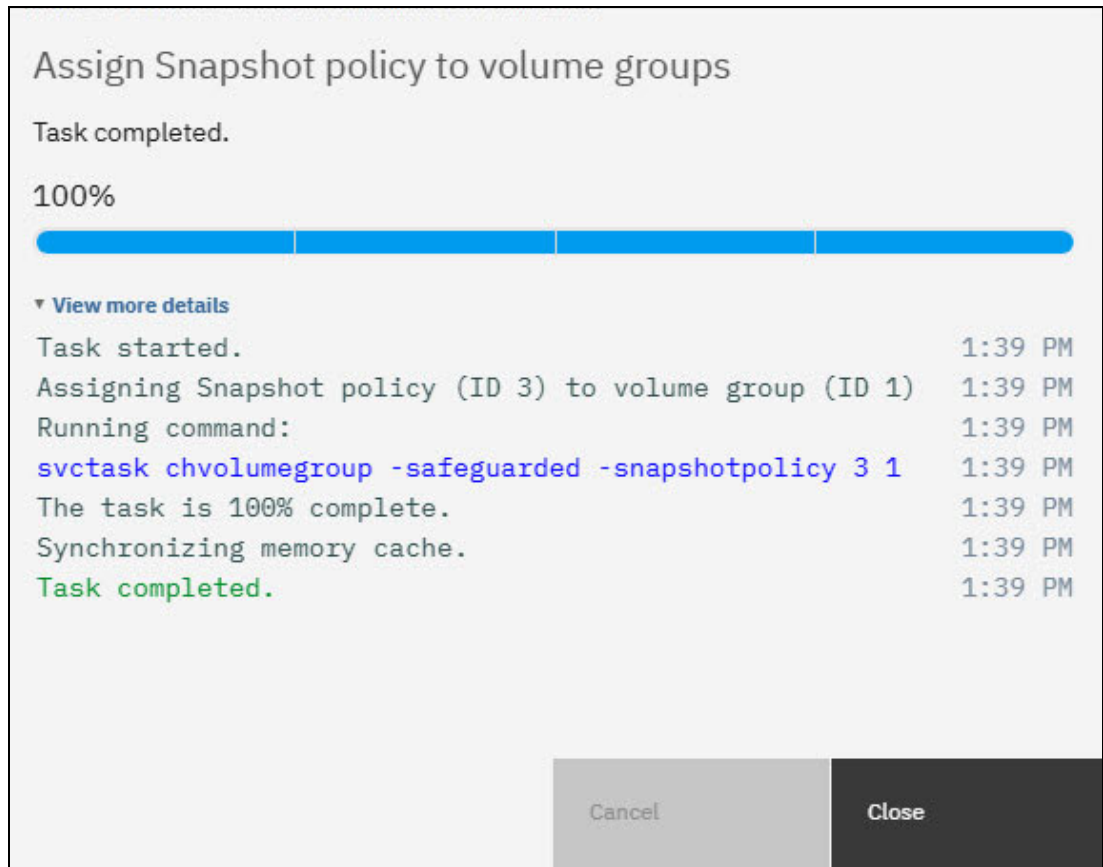 Assign Snapshot policy to volume groups
Task completed.
100%
▼ View more details
Task started. 1:39 PM
Assigning Snapshot policy (ID 3) to volume group (ID 1) 1:39 PM
Running command: 1:39 PM
svctask chvolumegroup -safeguarded -snapshotpolicy 3 1 1:39 PM
The task is 100% complete. 1:39 PM
Synchronizing memory cache. 1:39 PM
Task completed. 1:39 PM
Cancel Close